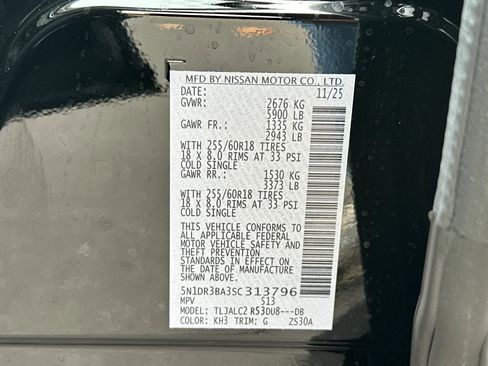 MFD BY NISSAN MOTOR CO., LTD.
DATE: 11/25
GVWR: 2676 KG
5900 LB
GAWR FR.: 1335 KG
2943 LB
WITH 255/60R18 TIRES
18 x 8.0 RIMS AT 33 PSI
COLD SINGLE
GAWR RR.: 1530 KG
3373 LB
WITH 255/60R18 TIRES
18 x 8.0 RIMS AT 33 PSI
COLD SINGLE
THIS VEHICLE CONFORMS TO
ALL APPLICABLE FEDERAL
MOTOR VEHICLE SAFETY AND
THEFT PREVENTION
STANDARDS IN EFFECT ON
THE DATE OF MANUFACTURE
SHOWN ABOVE.
5N1DR3BA3SC313796
MPV 513
MODEL: TLJALC2 R53DU8---DB
COLOR: KH3 TRIM: G ZS30A